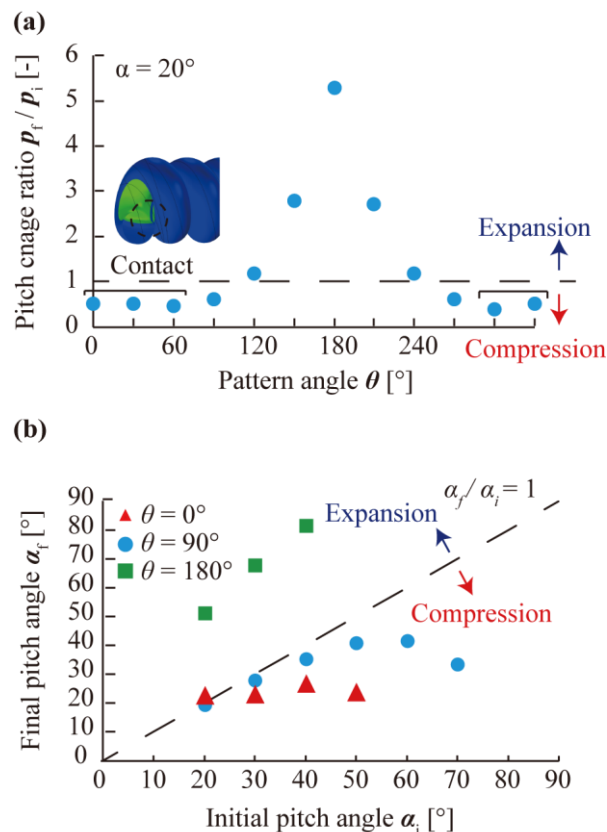 (a)
Pitch cnage ratio p_f / p_i [-]
6
5
4
3
2
1
0
α = 20°
Contact
Expansion
Compression
0 60 120 180 240
Pattern angle θ [°]
(b)
Final pitch angle α_f [°]
90
80
70
60
50
40
30
20
10
0
θ = 0°
θ = 90°
θ = 180°
α_f / α_i = 1
Expansion
Compression
0 10 20 30 40 50 60 70 80 90
Initial pitch angle α_i [°]